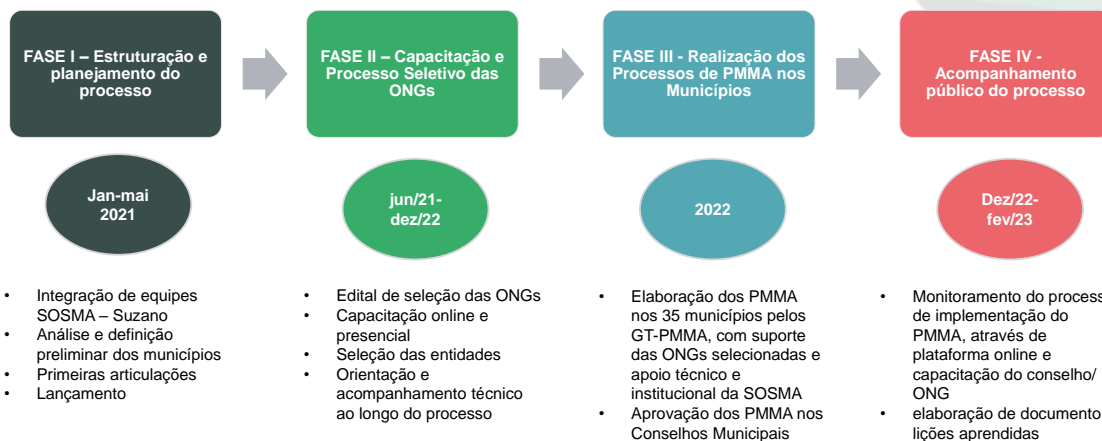 FASE I – Estruturação e
planejamento do
processo
FASE II – Capacitação e
Processo Seletivo das
ONGs
FASE III - Realização dos
Processos de PMMA nos
Municípios
FASE IV -
Acompanhamento
público do processo
Jan-mai
2021
jun/21-
dez/22
2022
Dez/22-
fev/23
• Integração de equipes
SOSMA – Suzano
• Análise e definição
preliminar dos municípios
• Primeiras articulações
• Lançamento
• Edital de seleção das ONGs
• Capacitação online e
presencial
• Seleção das entidades
• Orientação e
acompanhamento técnico
ao longo do processo
• Elaboração dos PMMA
nos 35 municípios pelos
GT-PMMA, com suporte
das ONGs selecionadas e
apoio técnico e
institucional da SOSMA
• Aprovação dos PMMA nos
Conselhos Municipais
• Monitoramento do process
de implementação do
PMMA, através de
plataforma online e
capacitação do conselho/
ONG
• elaboração de documento
lições aprendidas